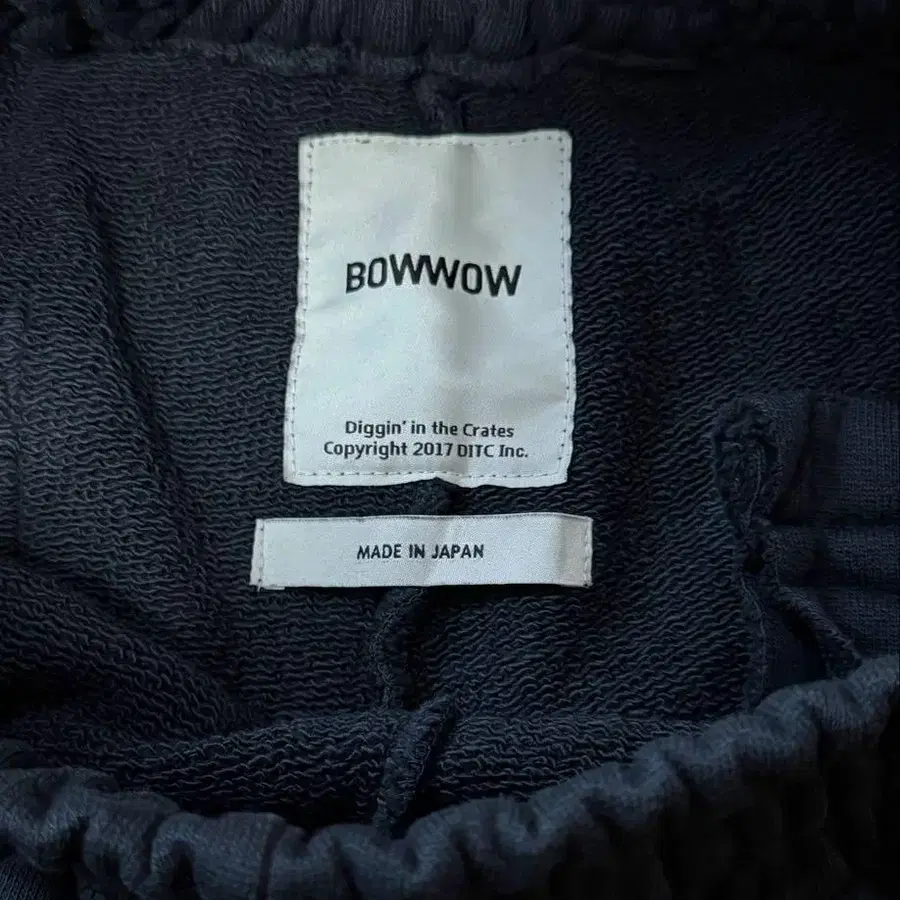 BOWWOW
Diggin' in the Crates
Copyright 2017 DITC Inc.
MADE IN JAPAN